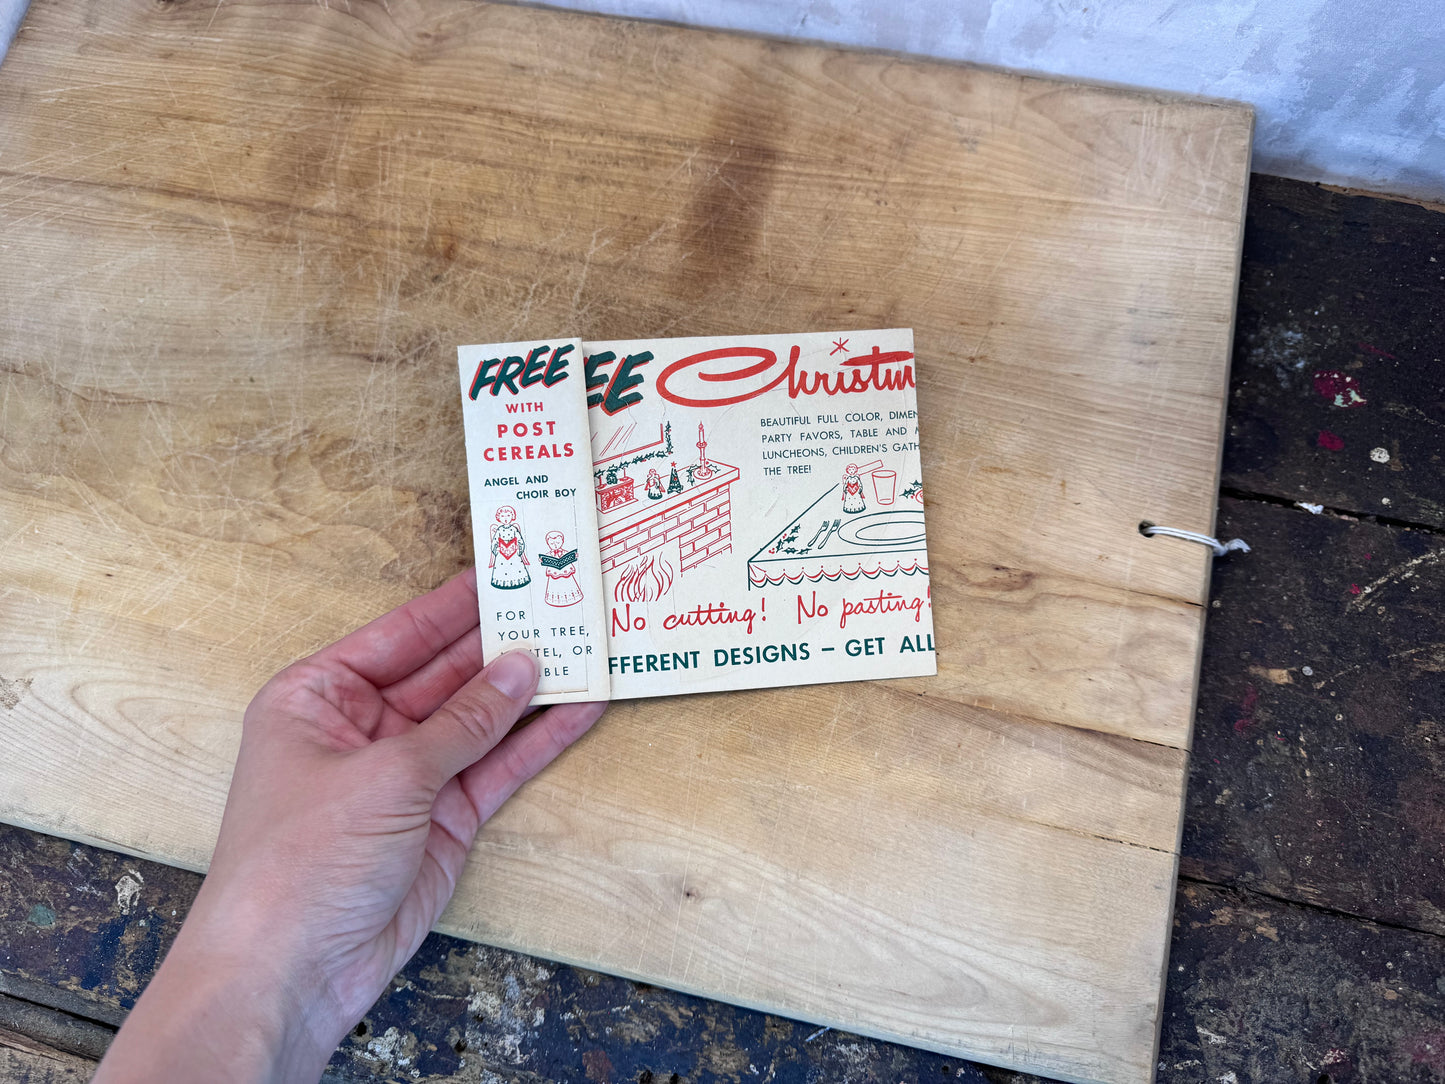 FREE
WITH
POST
CEREALS
ANGEL AND
CHOIR BOY
FOR
YOUR TREE,
OR
EE Christm
BEAUTIFUL FULL COLOR, DIMEN
PARTY FAVORS, TABLE AND M
LUNCHEONS, CHILDREN'S GATH
THE TREE!
No cutting! No pasting!
FFERENT DESIGNS – GET ALL